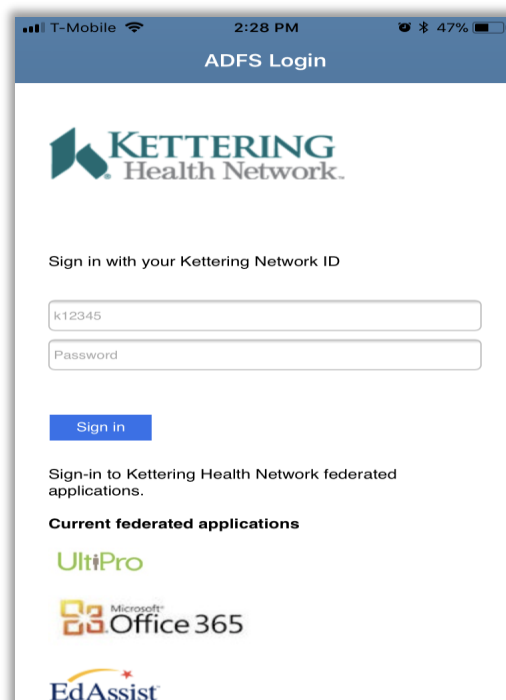 T-Mobile 2:28 PM 47%
ADFS Login
KETTERING
Health Network™
Sign in with your Kettering Network ID
k12345
Password
Sign in
Sign-in to Kettering Health Network federated
applications.
Current federated applications
UltiPro
Microsoft®
Office 365
EdAssist